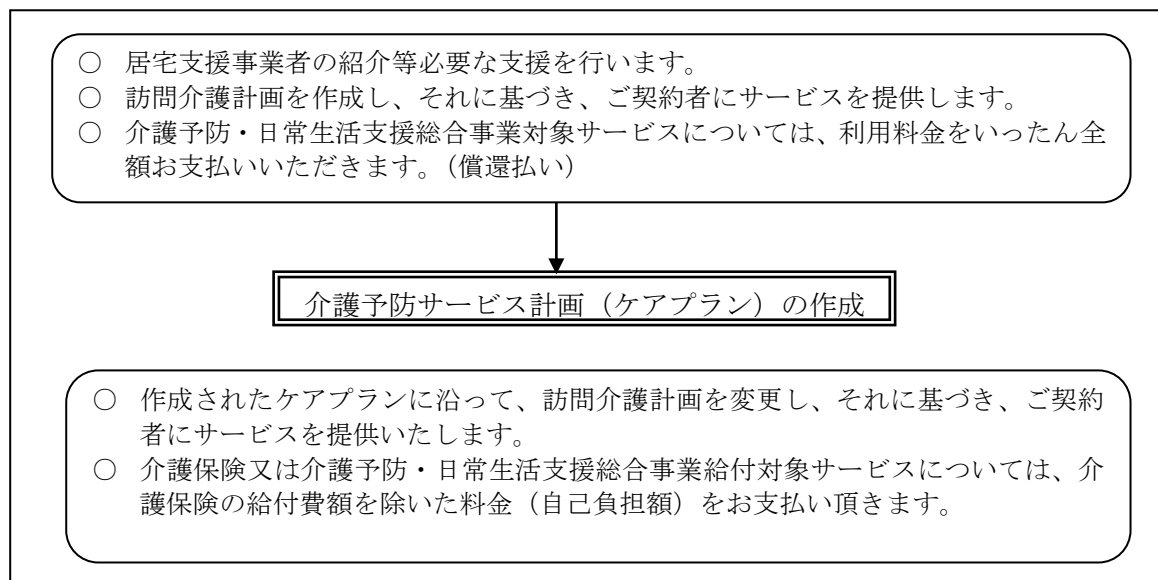 ○ 居宅支援事業者の紹介等必要な支援を行います。
○ 訪問介護計画を作成し、それに基づき、ご契約者にサービスを提供します。
○ 介護予防・日常生活支援総合事業対象サービスについては、利用料金をいったん全
額お支払いいただきます。（償還払い）
介護予防サービス計画（ケアプラン）の作成
○ 作成されたケアプランに沿って、訪問介護計画を変更し、それに基づき、ご契約
者にサービスを提供いたします。
○ 介護保険又は介護予防・日常生活支援総合事業給付対象サービスについては、介
護保険の給付費額を除いた料金（自己負担額）をお支払い頂きます。